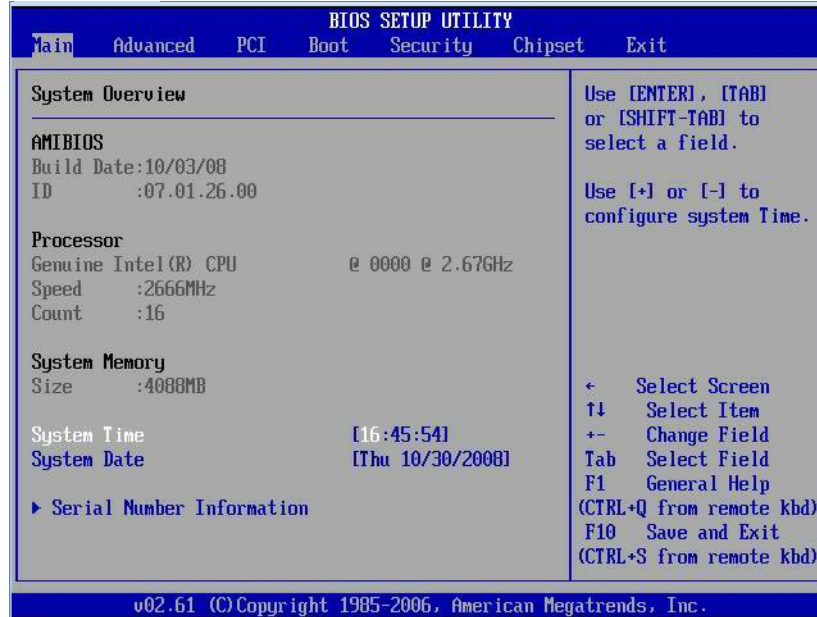 BIOS SETUP UTILITY
Main Advanced PCI Boot Security Chipset Exit
System Overview
AMIBIOS
Build Date:10/03/08
ID :07.01.26.00
Processor
Genuine Intel(R) CPU @ 0000 @ 2.67GHz
Speed :2666MHz
Count :16
System Memory
Size :4088MB
System Time [16:45:54]
System Date [Thu 10/30/2008]
▶ Serial Number Information
Use [ENTER], [TAB]
or [SHIFT-TAB] to
select a field.
Use [+] or [-] to
configure system Time.
← Select Screen
↑↓ Select Item
+- Change Field
Tab Select Field
F1 General Help
(CTRL+Q from remote kbd)
F10 Save and Exit
(CTRL+S from remote kbd)
v02.61 (C)Copyright 1985-2006, American Megatrends, Inc.